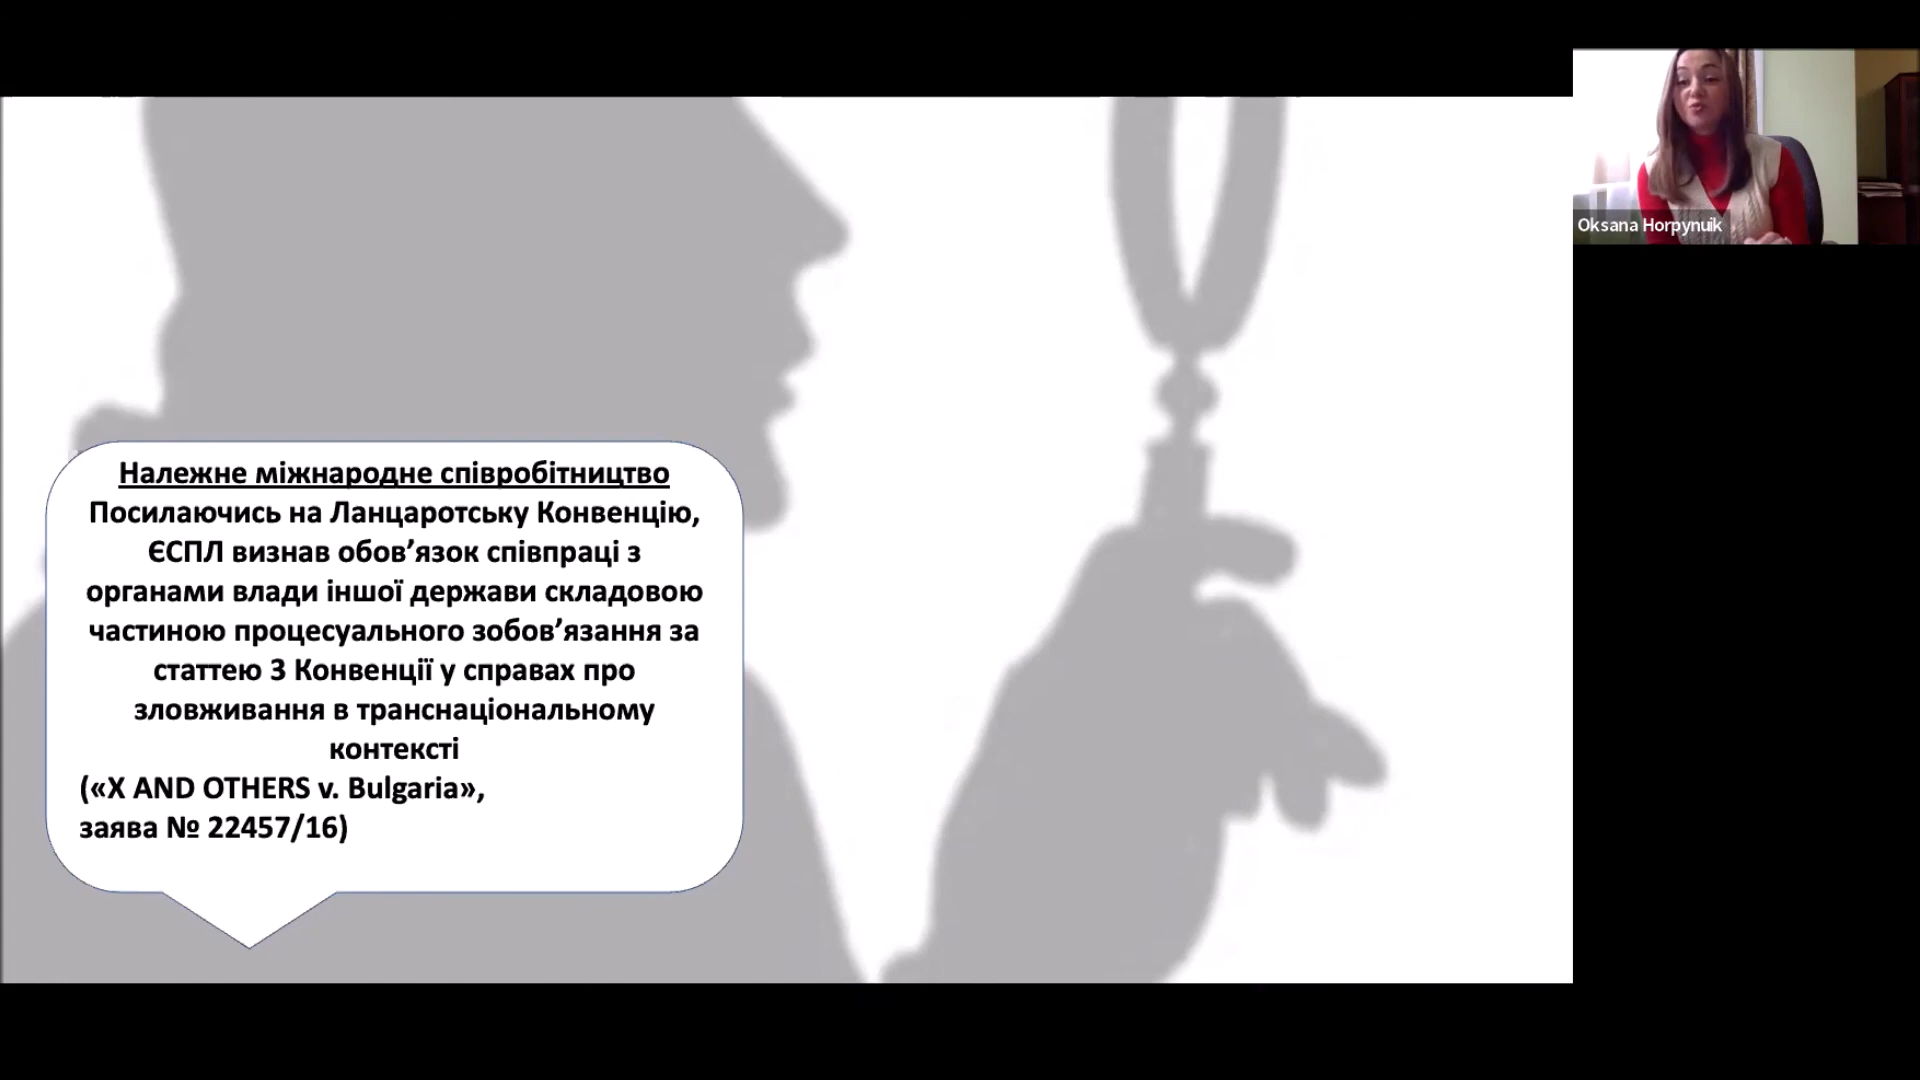 Oksana Horpynuik
Належне міжнародне співробітництво
Посилаючись на Ланцаротську Конвенцію,
ЄСПЛ визнав обов’язок співпраці з
органами влади іншої держави складовою
частиною процесуального зобов’язання за
статтею 3 Конвенції у справах про
зловживання в транснаціональному
контексті
(«X AND OTHERS v. Bulgaria»,
заява № 22457/16)